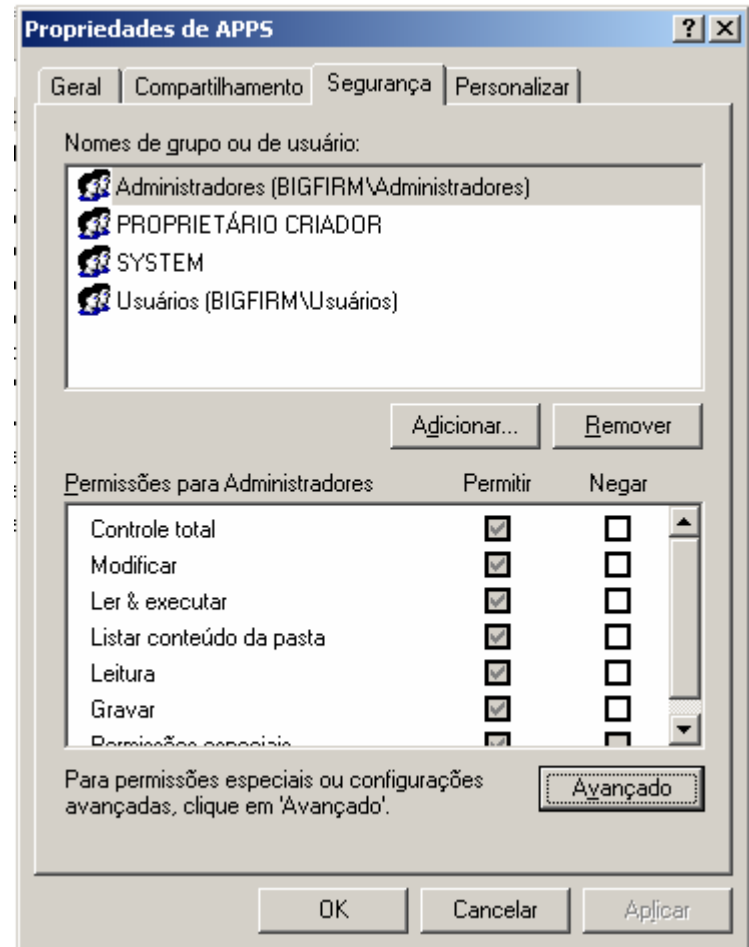 Propriedades de APPS
Geral Compartilhamento Segurança Personalizar
Nomes de grupo ou de usuário:
Administradores (BIGFIRM\Administradores)
PROPRIETÁRIO CRIADOR
SYSTEM
Usuários (BIGFIRM\Usuários)
Adicionar... Remover
Permissões para Administradores Permitir Negar
Controle total
Modificar
Ler & executar
Listar conteúdo da pasta
Leitura
Gravar
Permissões especiais
Para permissões especiais ou configurações
avançadas, clique em 'Avançado'.
Avançado
OK Cancelar Aplicar